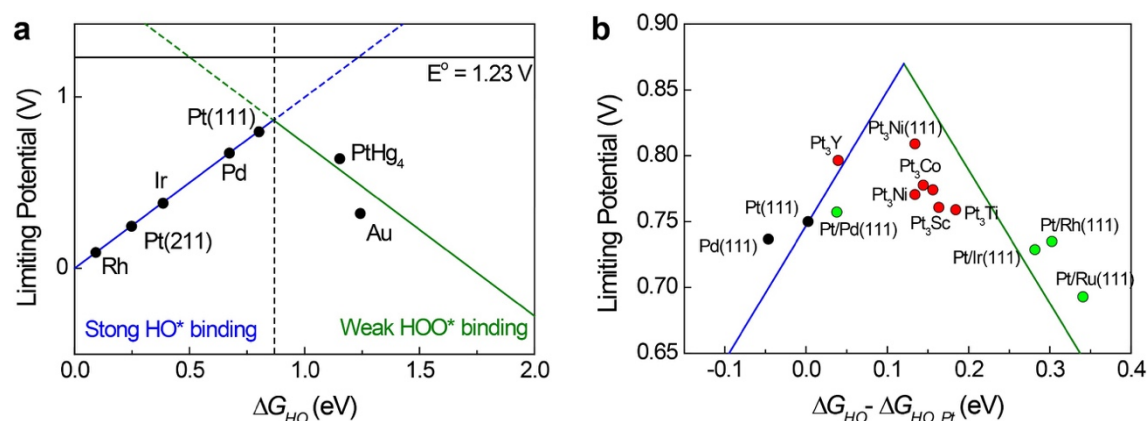 a
E° = 1.23 V
1
Pt(111)
PtHg₄
Pd
Ir
Au
Pt(211)
0
Rh
Strong HO* binding
Weak HOO* binding
Limiting Potential (V)
0.0
0.5
1.0
1.5
2.0
ΔG_HO (eV)
b
0.90
0.85
0.80
0.75
0.70
0.65
Limiting Potential (V)
Pt₃Ni(111)
Pt₃Y
Pt₃Co
Pt₃Ni
Pt(111)
Pt/Pd(111)
Pt₃Sc
Pt₃Ti
Pd(111)
Pt/Rh(111)
Pt/Ir(111)
Pt/Ru(111)
-0.1
0.0
0.1
0.2
0.3
0.4
ΔG_HO - ΔG_HO,Pt (eV)